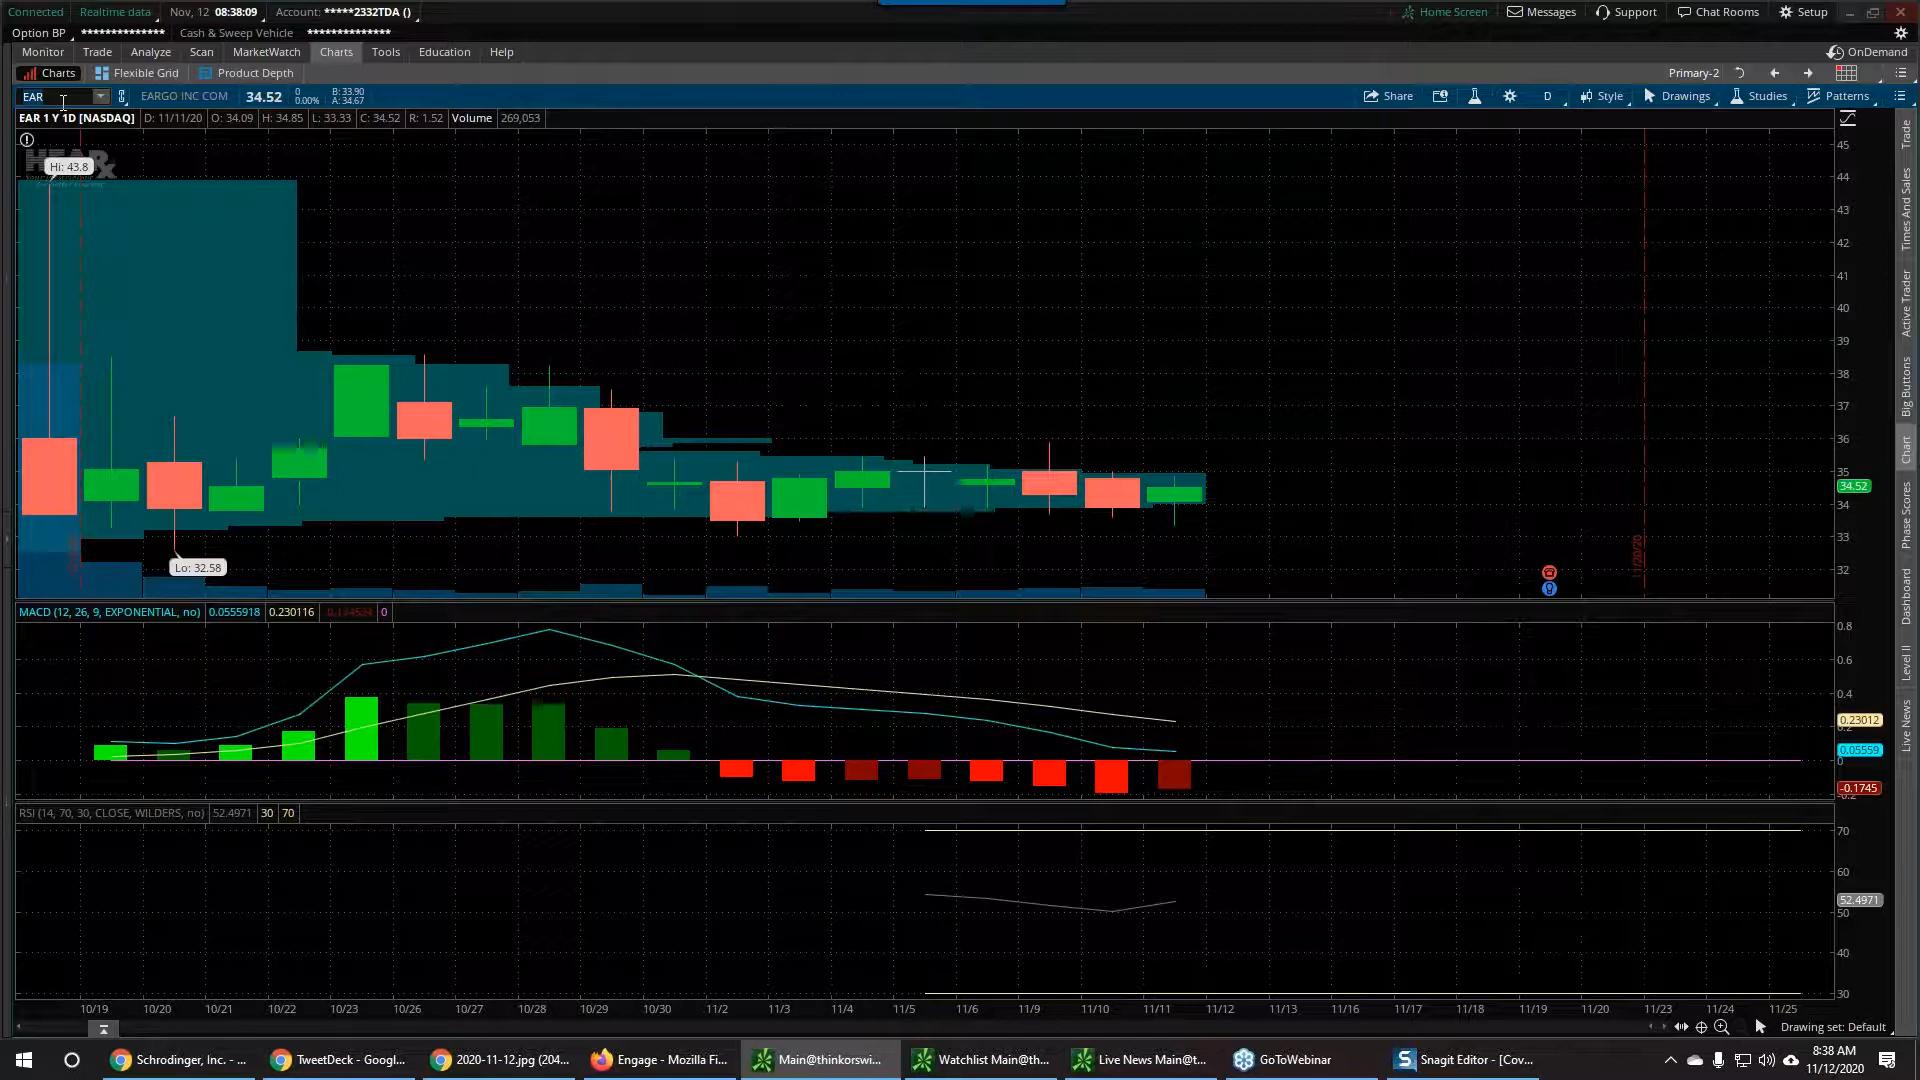 Connected Realtime data Nov, 12 08:38:09 Account: *****2332TDA () Home Screen Messages Support Chat Rooms Setup
Option BP ************** Cash & Sweep Vehicle **************
Monitor Trade Analyze Scan MarketWatch Charts Tools Education Help OnDemand
Charts Flexible Grid Product Depth Primary-2
EAR EARGO INC COM 34.52 0 0.00% B: 33.90 A: 34.67 Share D Style Drawings Studies Patterns
EAR 1 Y 1D [NASDAQ] D: 11/11/20 O: 34.09 H: 34.85 L: 33.33 C: 34.52 R: 1.52 Volume 269,053
Hi: 43.8
Lo: 32.58
45
44
43
42
41
40
39
38
37
36
35
34.52
34
33
32
11/20/20
MACD (12, 26, 9, EXPONENTIAL, no) 0.0555918 0.230116 0
0.8
0.6
0.4
0.23012
0.05559
0
-0.1745
RSI (14, 70, 30, CLOSE, WILDERS, no) 52.4971 30 70
70
60
52.4971
50
40
30
10/19 10/20 10/21 10/22 10/23 10/26 10/27 10/28 10/29 10/30 11/2 11/3 11/4 11/5 11/6 11/9 11/10 11/11 11/12 11/13 11/16 11/17 11/18 11/19 11/20 11/23 11/24 11/25
Drawing set: Default
Trade
Times And Sales
Active Trader
Big Buttons
Chart
Phase Scores
Dashboard
Level II
Live News
Schrodinger, Inc. - ... TweetDeck - Googl... 2020-11-12.jpg (204... Engage - Mozilla Fi... Main@thinkorswi... Watchlist Main@th... Live News Main@t... GoToWebinar Snagit Editor - [Cov... 8:38 AM
11/12/2020